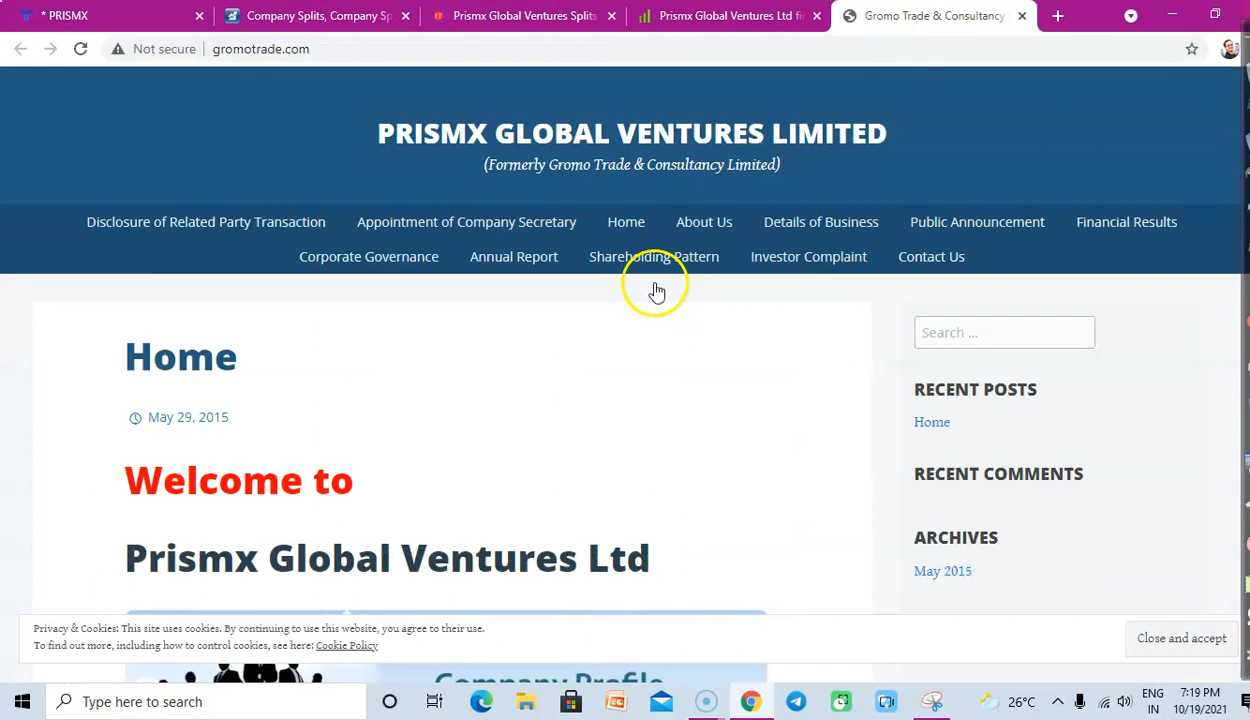 * PRISMX
Company Splits, Company Sp
Prismx Global Ventures Splits
Prismx Global Ventures Ltd fi
Gromo Trade & Consultancy
Not secure
gromotrade.com
PRISMX GLOBAL VENTURES LIMITED
(Formerly Gromo Trade & Consultancy Limited)
Disclosure of Related Party Transaction Appointment of Company Secretary Home About Us Details of Business Public Announcement Financial Results
Corporate Governance Annual Report Shareholding Pattern Investor Complaint Contact Us
Home
May 29, 2015
Welcome to
Prismx Global Ventures Ltd
Search ...
RECENT POSTS
Home
RECENT COMMENTS
ARCHIVES
May 2015
Company Profile
Privacy & Cookies: This site uses cookies. By continuing to use this website, you agree to their use.
To find out more, including how to control cookies, see here: Cookie Policy
Close and accept
Type here to search
26°C
ENG
IN
7:19 PM
10/19/2021